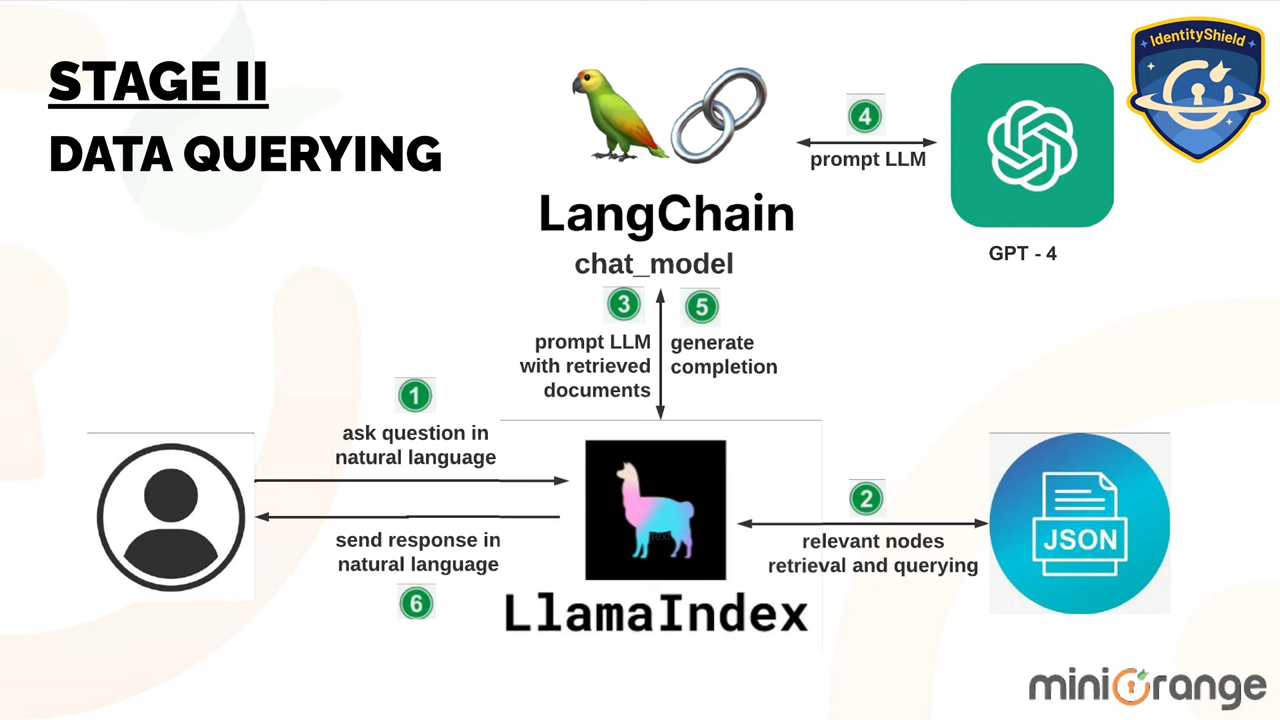 STAGE II
DATA QUERYING
IdentityShield
LangChain
chat_model
4
prompt LLM
GPT - 4
3
prompt LLM
with retrieved
documents
5
generate
completion
1
ask question in
natural language
send response in
natural language
6
Text
LlamaIndex
2
relevant nodes
retrieval and querying
JSON
miniOrange